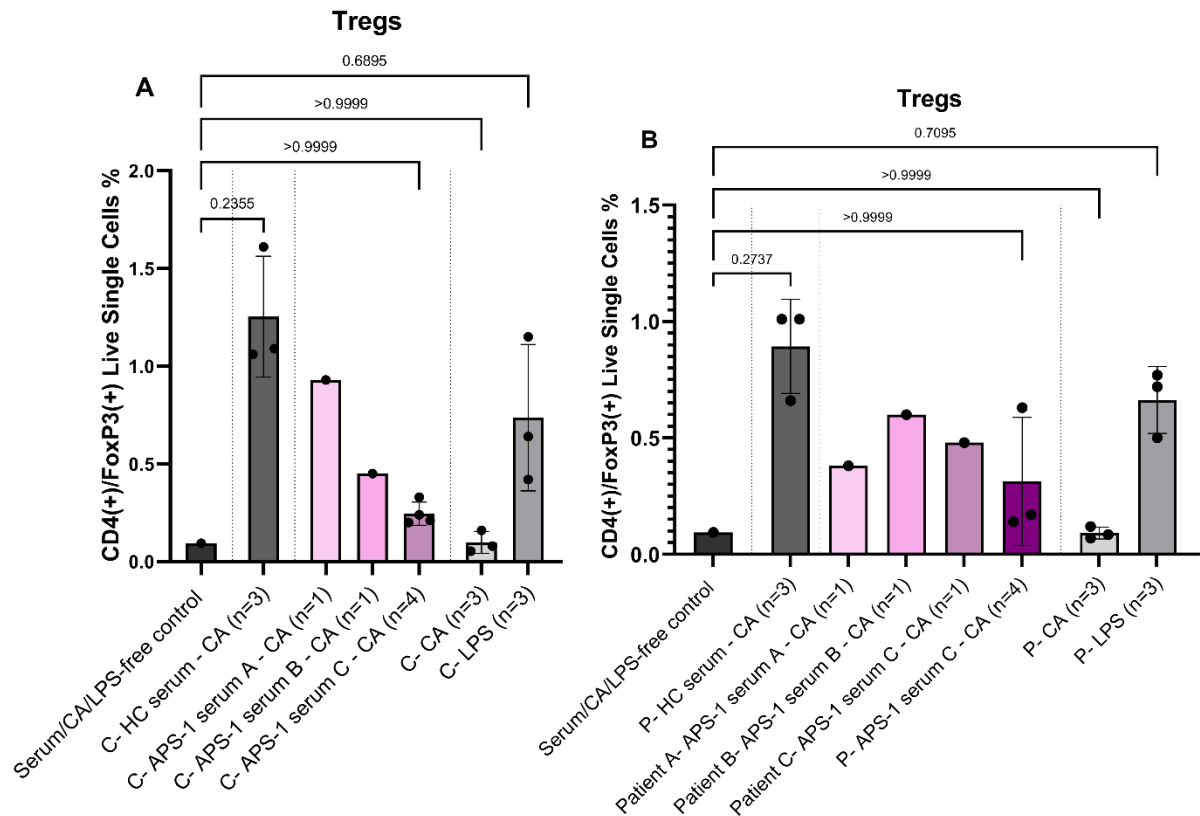 Tregs
A
0.6895
>0.9999
>0.9999
0.2355
CD4(+)/FoxP3(+) Live Single Cells %
2.0
1.5
1.0
0.5
0.0
Serum/CA/LPS-free control
C- HC serum - CA (n=3)
C- APS-1 serum A - CA (n=1)
C- APS-1 serum B - CA (n=1)
C- APS-1 serum C - CA (n=4)
C- CA (n=3)
C- LPS (n=3)
Tregs
B
0.7095
>0.9999
>0.9999
0.2737
CD4(+)/FoxP3(+) Live Single Cells %
1.5
1.0
0.5
0.0
Serum/CA/LPS-free control
P- HC serum - CA (n=3)
Patient A- APS-1 serum A - CA (n=1)
Patient B- APS-1 serum B - CA (n=1)
Patient C- APS-1 serum C - CA (n=1)
P- APS-1 serum C - CA (n=4)
P- CA (n=3)
P- LPS (n=3)